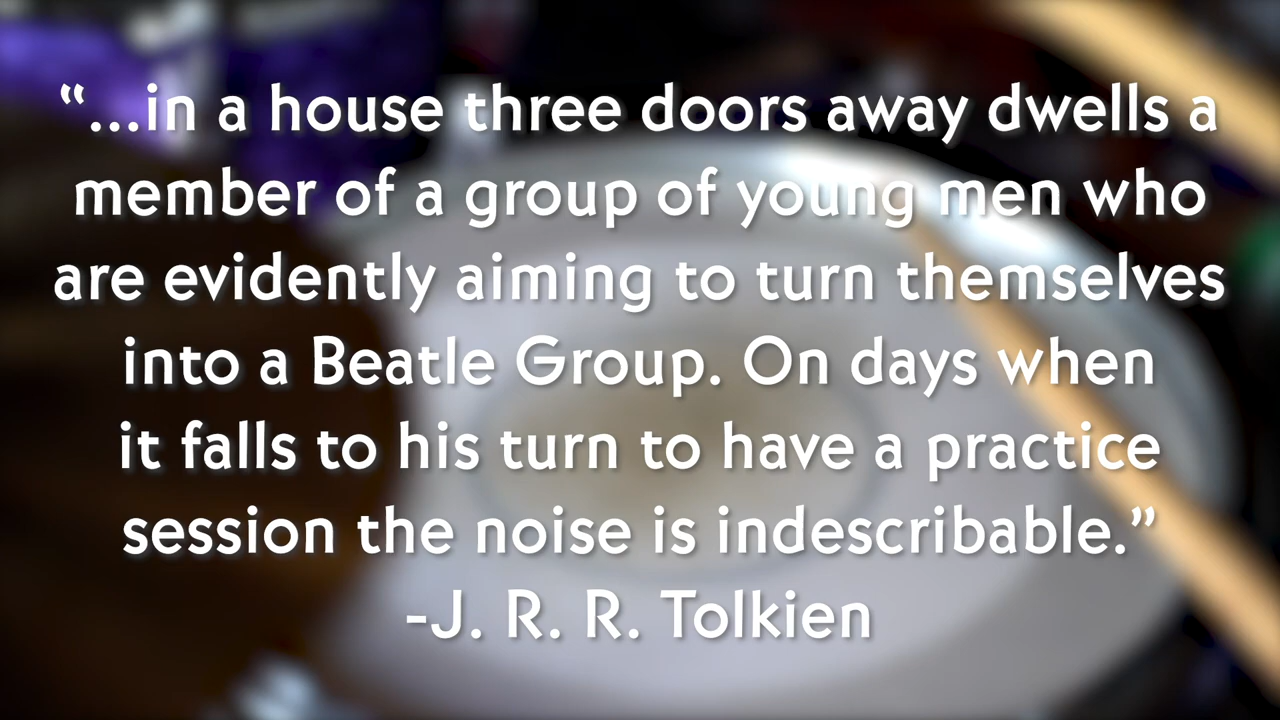 “...in a house three doors away dwells a
member of a group of young men who
are evidently aiming to turn themselves
into a Beatle Group. On days when
it falls to his turn to have a practice
session the noise is indescribable.”
-J. R. R. Tolkien